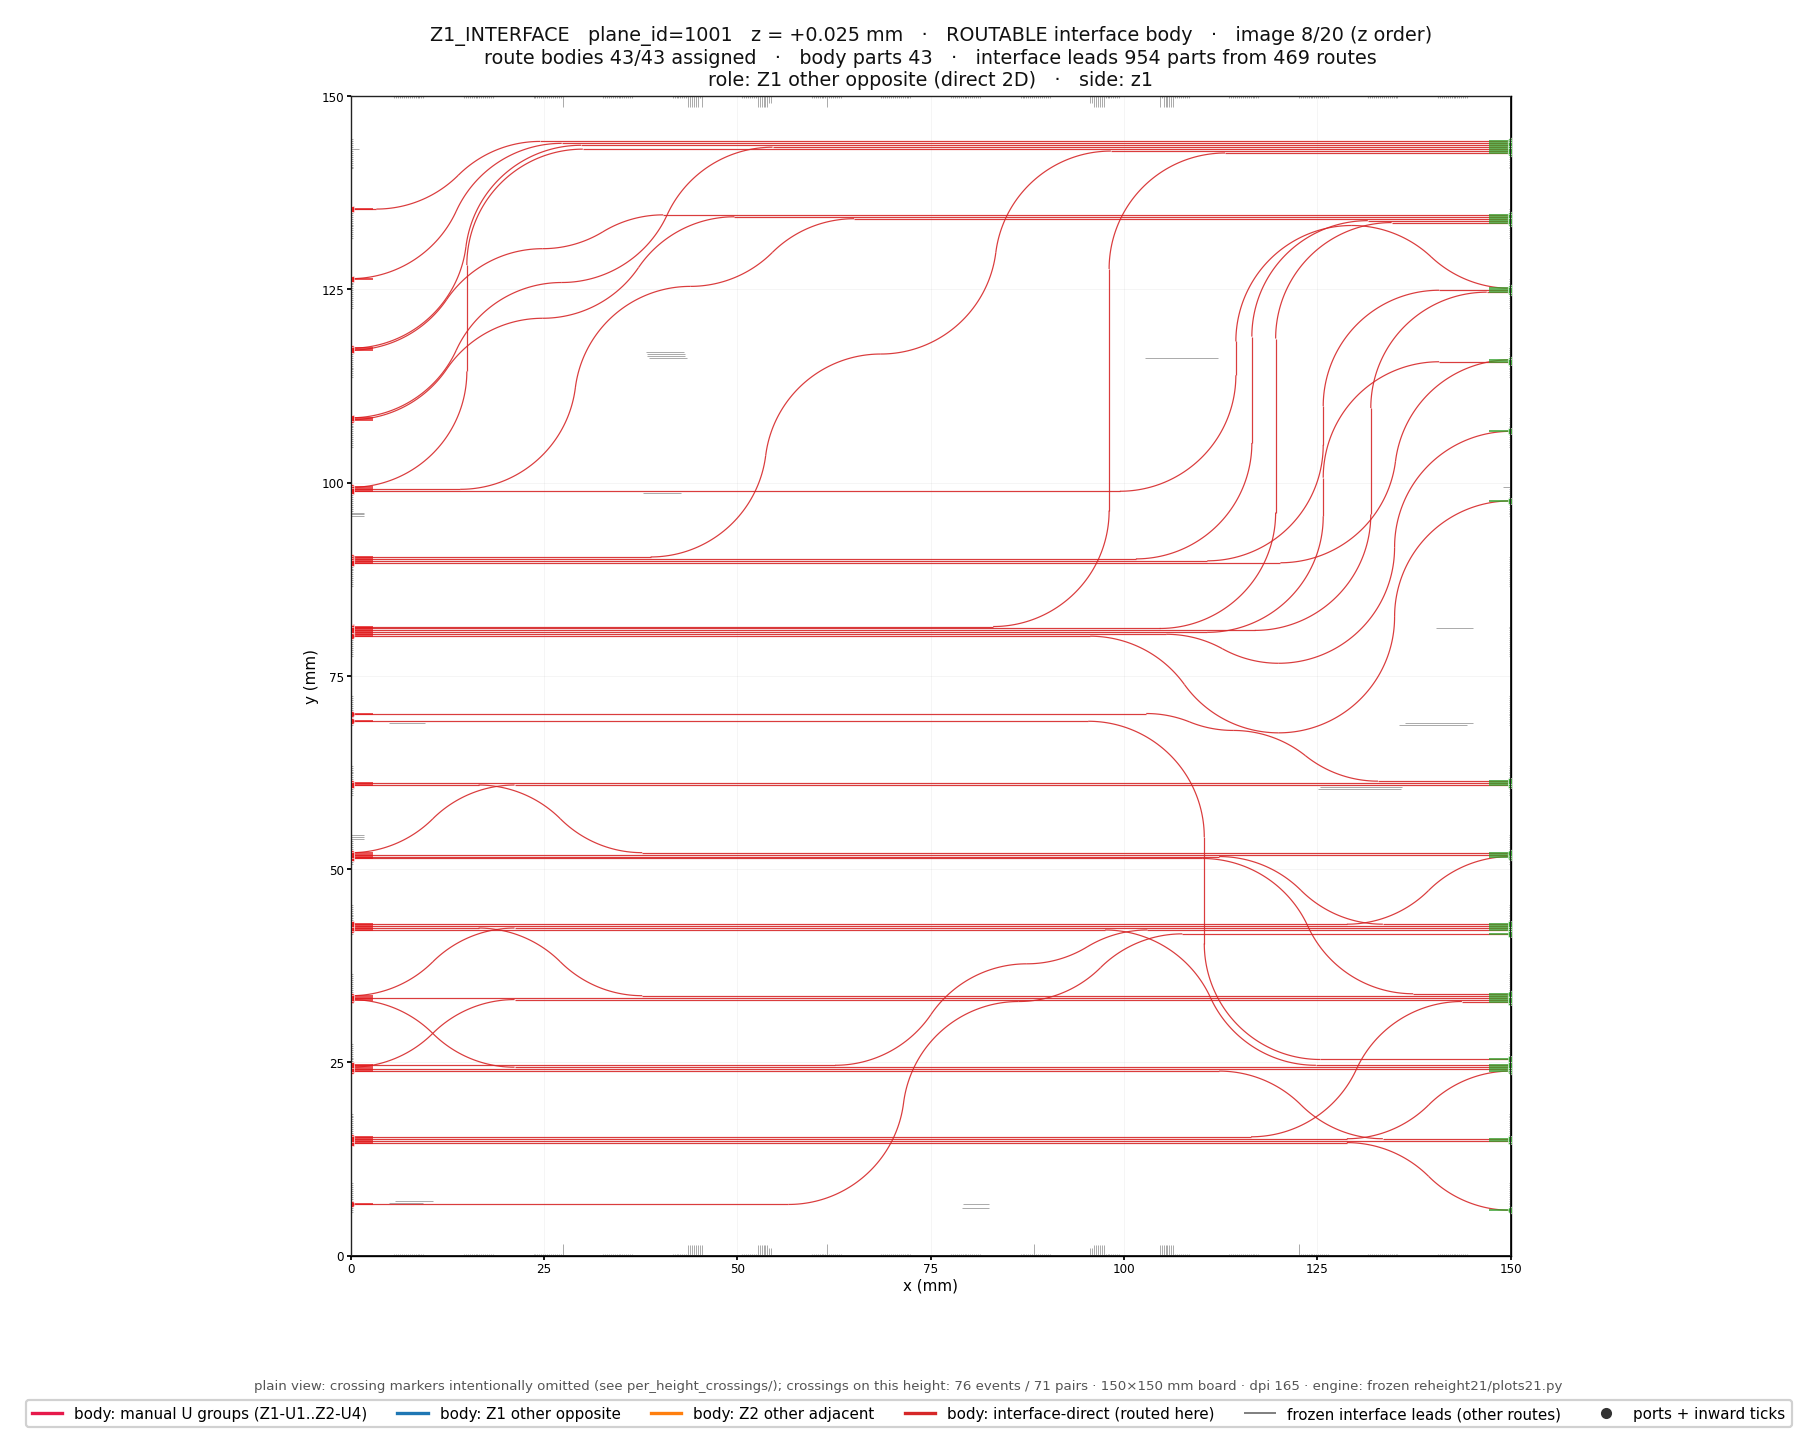 Z1_INTERFACE   plane_id=1001   z = +0.025 mm   ·   ROUTABLE interface body   ·   image 8/20 (z order)
route bodies 43/43 assigned   ·   body parts 43   ·   interface leads 954 parts from 469 routes
role: Z1 other opposite (direct 2D)   ·   side: z1
150
125
100
75
50
25
0
y (mm)
0 25 50 75 100 125 150
x (mm)
plain view: crossing markers intentionally omitted (see per_height_crossings/); crossings on this height: 76 events / 71 pairs · 150×150 mm board · dpi 165 · engine: frozen reheight21/plots21.py
body: manual U groups (Z1-U1..Z2-U4) body: Z1 other opposite body: Z2 other adjacent body: interface-direct (routed here) frozen interface leads (other routes) ports + inward ticks